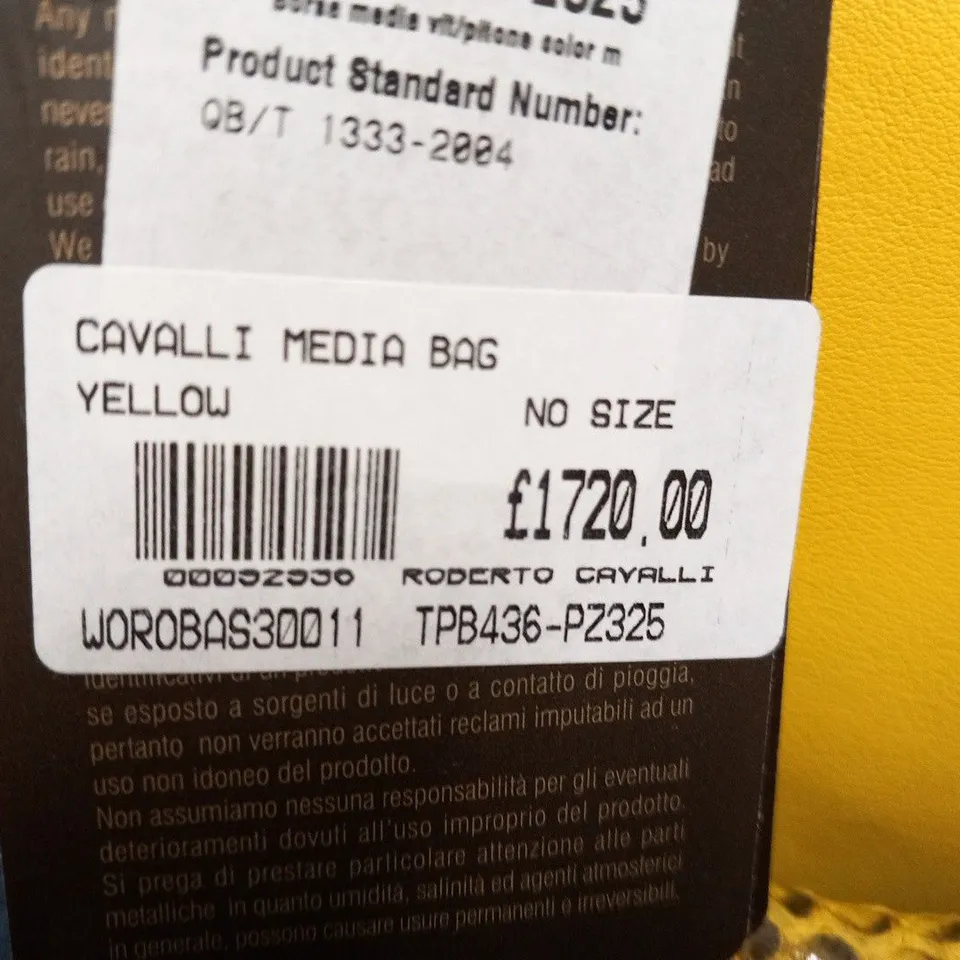 Any
ident
never
rain,
use
We
by
borse media vit/pitone color m
Product Standard Number:
QB/T 1333-2004
CAVALLI MEDIA BAG
YELLOW
NO SIZE
£1720.00
ROBERTO CAVALLI
WOROBAS30011 TPB436-PZ325
se esposto a sorgenti di luce o a contatto di pioggia,
pertanto non verranno accettati reclami imputabili ad un
uso non idoneo del prodotto.
Non assumiamo nessuna responsabilità per gli eventuali
deterioramenti dovuti all'uso improprio del prodotto.
Si prega di prestare particolare attenzione alle parti
metalliche in quanto umidità, salinità ed agenti atmosferici
in generale, possono causare usure permanenti e irreversibili.